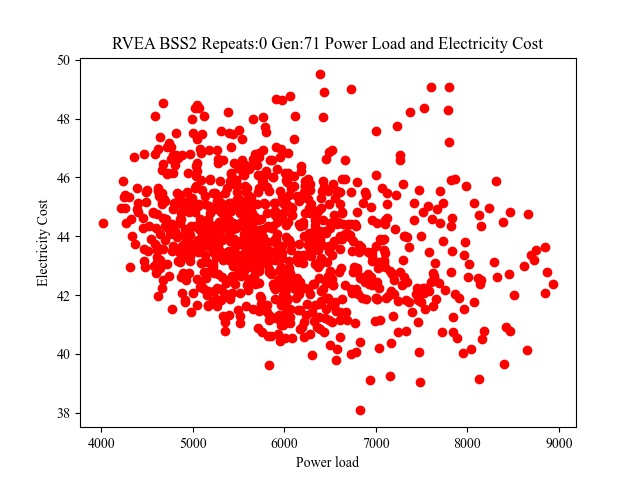 RVEA BSS2 Repeats:0 Gen:71 Power Load and Electricity Cost
50
48
46
44
42
40
38
Electricity Cost
4000 5000 6000 7000 8000 9000
Power load